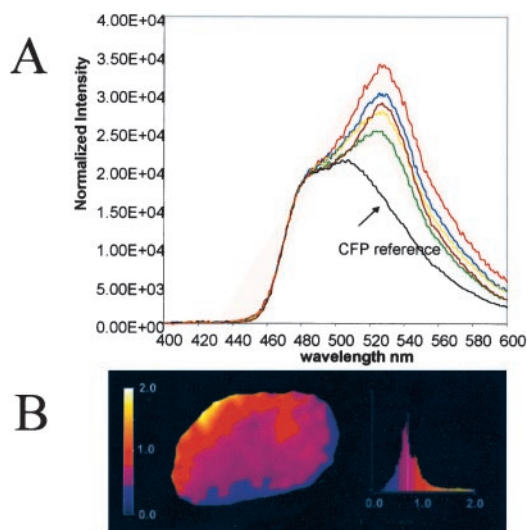 A
Normalized Intensity
4.00E+04
3.50E+04
3.00E+04
2.50E+04
2.00E+04
1.50E+04
1.00E+04
5.00E+03
0.00E+00
CFP reference
400 420 440 460 480 500 520 540 560 580 600
wavelength nm
B
2.0
1.0
0.0
0.0 1.0 2.0